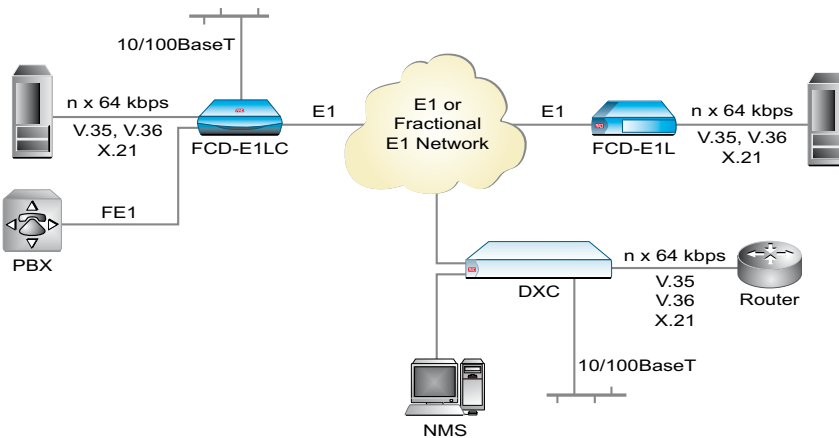 10/100BaseT
n x 64 kbps
V.35, V.36
X.21
FCD-E1LC
E1
E1 or
Fractional
E1 Network
E1
FCD-E1L
n x 64 kbps
V.35, V.36
X.21
FE1
PBX
DXC
n x 64 kbps
V.35
V.36
X.21
Router
10/100BaseT
NMS